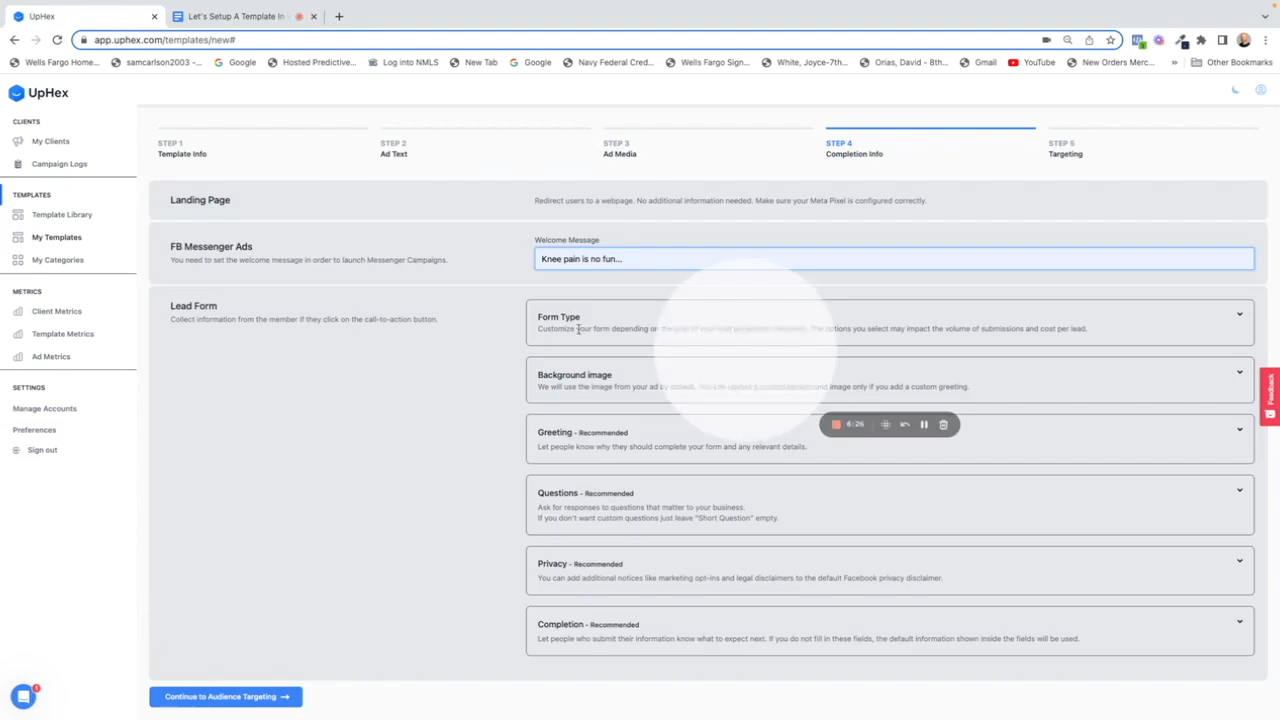 UpHex
Let's Setup A Template In
app.uphex.com/templates/new#
Wells Fargo Home...
samcarlson2003 –...
Google
Hosted Predictive...
Log into NMLS
New Tab
Google
Navy Federal Cred...
Wells Fargo Sign...
White, Joyce-7th...
Orias, David - 8th...
Gmail
YouTube
New Orders Merc...
»
Other Bookmarks
UpHex
CLIENTS
My Clients
Campaign Logs
TEMPLATES
Template Library
My Templates
My Categories
METRICS
Client Metrics
Template Metrics
Ad Metrics
SETTINGS
Manage Accounts
Preferences
Sign out
1
STEP 1
Template Info
STEP 2
Ad Text
STEP 3
Ad Media
STEP 4
Completion Info
STEP 5
Targeting
Landing Page
Redirect users to a webpage. No additional information needed. Make sure your Meta Pixel is configured correctly.
FB Messenger Ads
You need to set the welcome message in order to launch Messenger Campaigns.
Welcome Message
Knee pain is no fun...
Lead Form
Collect information from the member if they click on the call-to-action button.
Form Type
Customize your form depending on options you select may impact the volume of submissions and cost per lead.
Background image
We will use the image from your ad by image only if you add a custom greeting.
6:26
Greeting - Recommended
Let people know why they should complete your form and any relevant details.
Questions - Recommended
Ask for responses to questions that matter to your business.
If you don't want custom questions just leave "Short Question" empty.
Privacy - Recommended
You can add additional notices like marketing opt-ins and legal disclaimers to the default Facebook privacy disclaimer.
Completion - Recommended
Let people who submit their information know what to expect next. If you do not fill in these fields, the default information shown inside the fields will be used.
Continue to Audience Targeting →
Feedback